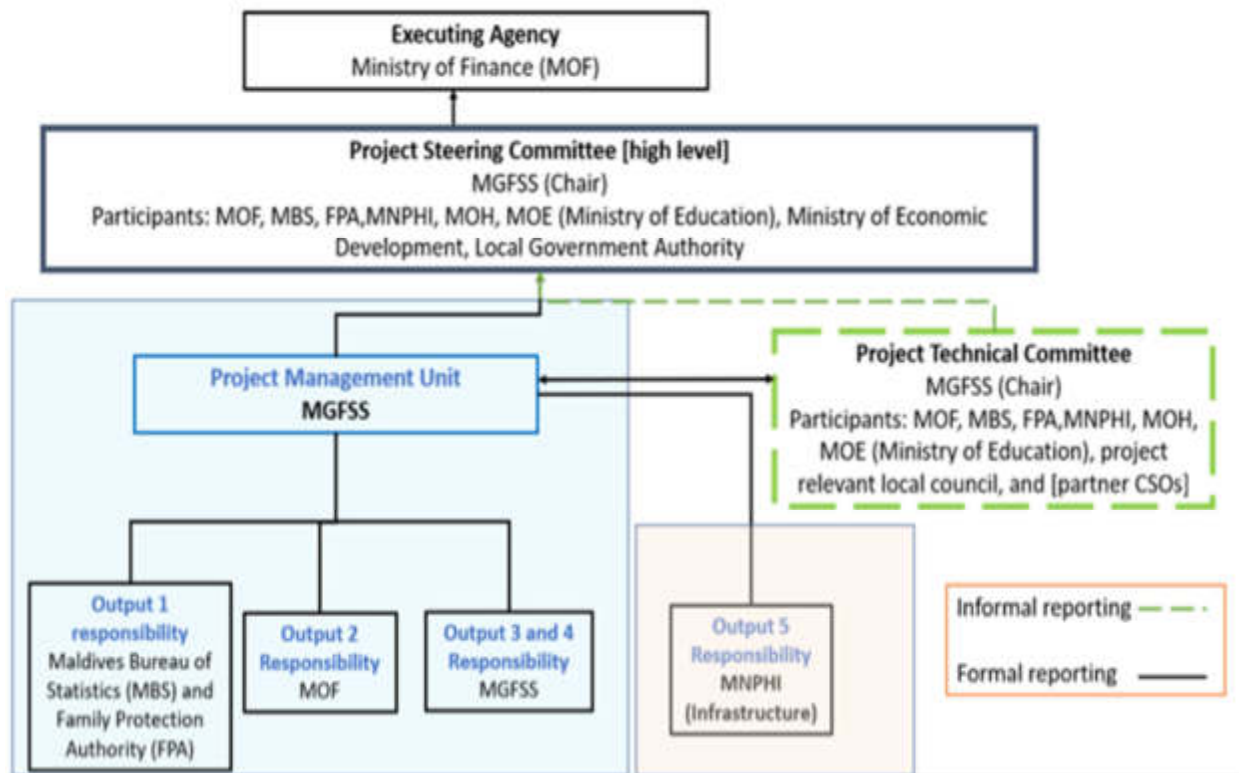 Executing Agency
Ministry of Finance (MOF)
Project Steering Committee [high level]
MGFSS (Chair)
Participants: MOF, MBS, FPA,MNPHI, MOH, MOE (Ministry of Education), Ministry of Economic
Development, Local Government Authority
Project Management Unit
MGFSS
Project Technical Committee
MGFSS (Chair)
Participants: MOF, MBS, FPA,MNPHI, MOH,
MOE (Ministry of Education), project
relevant local council, and [partner CSOs]
Output 1
responsibility
Maldives Bureau of
Statistics (MBS) and
Family Protection
Authority (FPA)
Output 2
Responsibility
MOF
Output 3 and 4
Responsibility
MGFSS
Output 5
Responsibility
MNPHI
(Infrastructure)
Informal reporting
Formal reporting